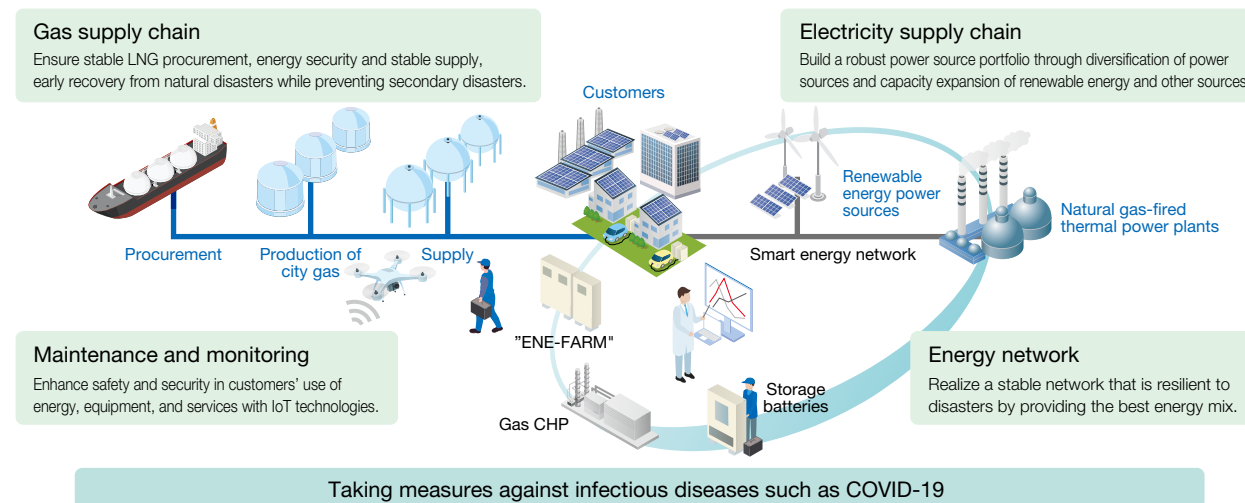 Gas supply chain
Ensure stable LNG procurement, energy security and stable supply,
early recovery from natural disasters while preventing secondary disasters.
Electricity supply chain
Build a robust power source portfolio through diversification of power
sources and capacity expansion of renewable energy and other sources
Customers
Renewable
energy power
sources
Natural gas-fired
thermal power plants
Procurement
Production of
city gas
Supply
Smart energy network
"ENE-FARM"
Maintenance and monitoring
Enhance safety and security in customers' use of
energy, equipment, and services with IoT technologies.
Energy network
Realize a stable network that is resilient to
disasters by providing the best energy mix.
Storage
batteries
Gas CHP
Taking measures against infectious diseases such as COVID-19